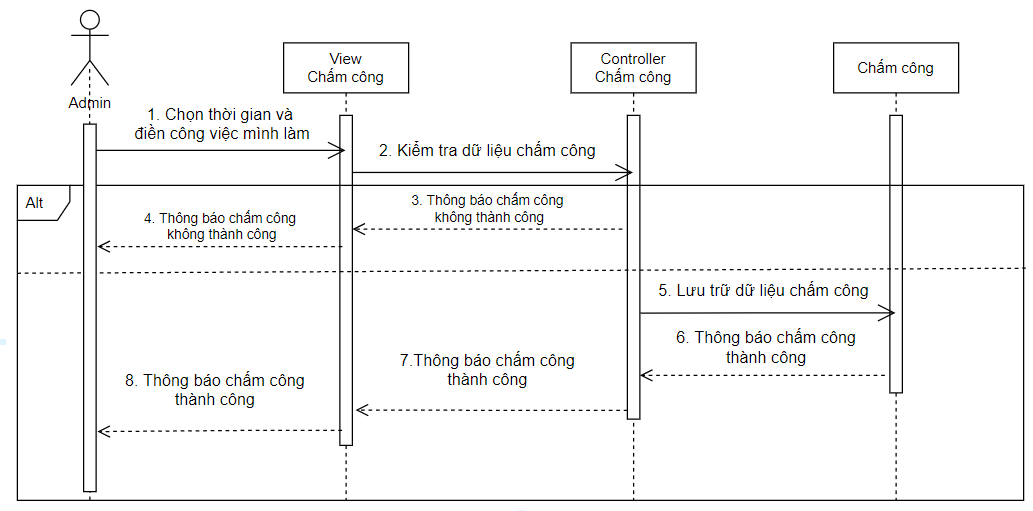 View
Chấm công
Controller
Chấm công
Chấm công
Admin
1. Chọn thời gian và
điền công việc mình làm
2. Kiểm tra dữ liệu chấm công
Alt
3. Thông báo chấm công
không thành công
4. Thông báo chấm công
không thành công
5. Lưu trữ dữ liệu chấm công
6. Thông báo chấm công
thành công
7.Thông báo chấm công
thành công
8. Thông báo chấm công
thành công